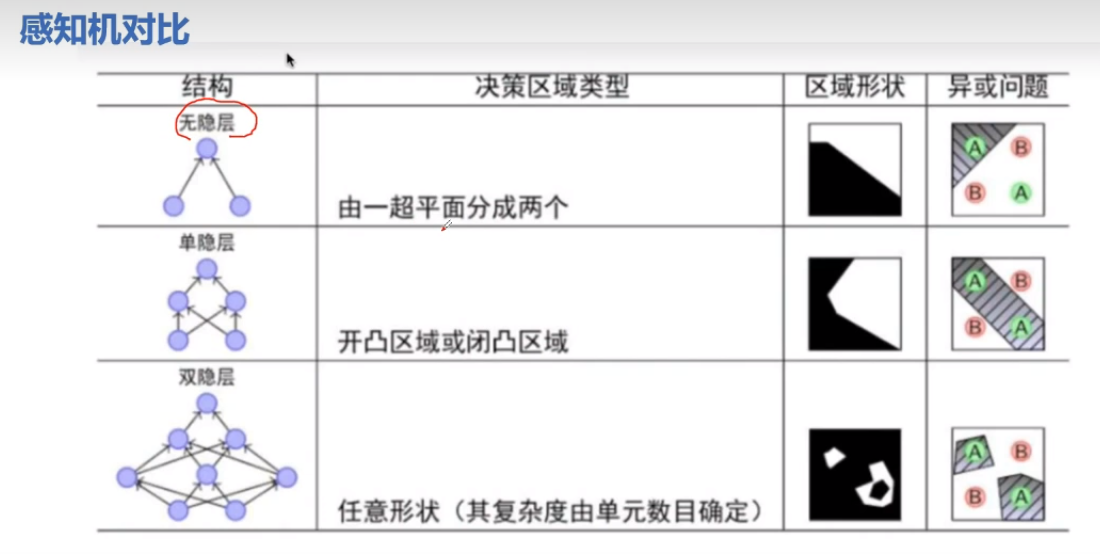 感知机对比
结构 决策区域类型 区域形状 异或问题
无隐层
A B
B A
由一超平面分成两个
单隐层
A B
B A
开凸区域或闭凸区域
双隐层
A B
B A
任意形状（其复杂度由单元数目确定）